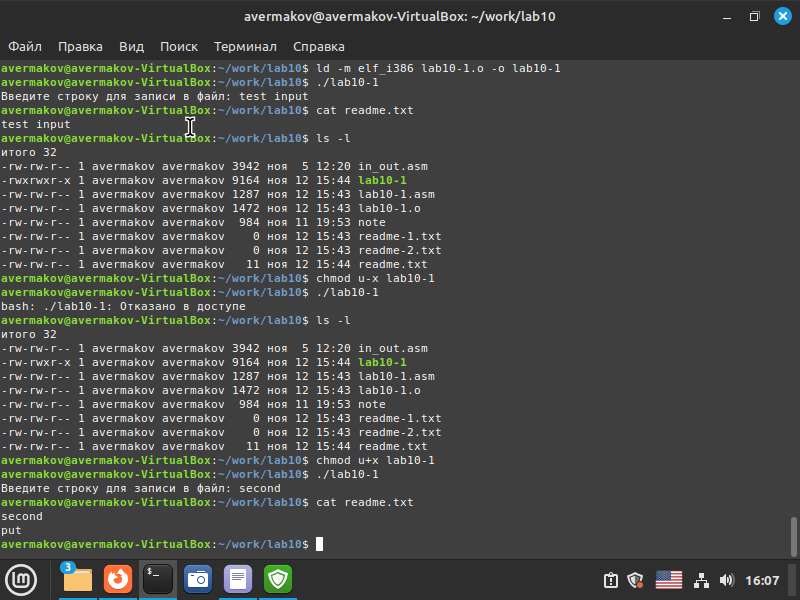 avermakov@avermakov-VirtualBox: ~/work/lab10
Файл Правка Вид Поиск Терминал Справка
avermakov@avermakov-VirtualBox:~/work/lab10$ ld -m elf_i386 lab10-1.o -o lab10-1
avermakov@avermakov-VirtualBox:~/work/lab10$ ./lab10-1
Введите строку для записи в файл: test input
avermakov@avermakov-VirtualBox:~/work/lab10$ cat readme.txt
test input
avermakov@avermakov-VirtualBox:~/work/lab10$ ls -l
итого 32
-rw-rw-r-- 1 avermakov avermakov 3942 ноя  5 12:20 in_out.asm
-rwxrwxr-x 1 avermakov avermakov 9164 ноя 12 15:44 lab10-1
-rw-rw-r-- 1 avermakov avermakov 1287 ноя 12 15:43 lab10-1.asm
-rw-rw-r-- 1 avermakov avermakov 1472 ноя 12 15:43 lab10-1.o
-rw-rw-r-- 1 avermakov avermakov  984 ноя 11 19:53 note
-rw-rw-r-- 1 avermakov avermakov    0 ноя 12 15:43 readme-1.txt
-rw-rw-r-- 1 avermakov avermakov    0 ноя 12 15:43 readme-2.txt
-rw-rw-r-- 1 avermakov avermakov   11 ноя 12 15:44 readme.txt
avermakov@avermakov-VirtualBox:~/work/lab10$ chmod u-x lab10-1
avermakov@avermakov-VirtualBox:~/work/lab10$ ./lab10-1
bash: ./lab10-1: Отказано в доступе
avermakov@avermakov-VirtualBox:~/work/lab10$ ls -l
итого 32
-rw-rw-r-- 1 avermakov avermakov 3942 ноя  5 12:20 in_out.asm
-rw-rwxr-x 1 avermakov avermakov 9164 ноя 12 15:44 lab10-1
-rw-rw-r-- 1 avermakov avermakov 1287 ноя 12 15:43 lab10-1.asm
-rw-rw-r-- 1 avermakov avermakov 1472 ноя 12 15:43 lab10-1.o
-rw-rw-r-- 1 avermakov avermakov  984 ноя 11 19:53 note
-rw-rw-r-- 1 avermakov avermakov    0 ноя 12 15:43 readme-1.txt
-rw-rw-r-- 1 avermakov avermakov    0 ноя 12 15:43 readme-2.txt
-rw-rw-r-- 1 avermakov avermakov   11 ноя 12 15:44 readme.txt
avermakov@avermakov-VirtualBox:~/work/lab10$ chmod u+x lab10-1
avermakov@avermakov-VirtualBox:~/work/lab10$ ./lab10-1
Введите строку для записи в файл: second
avermakov@avermakov-VirtualBox:~/work/lab10$ cat readme.txt
second
put
avermakov@avermakov-VirtualBox:~/work/lab10$
3
16:07